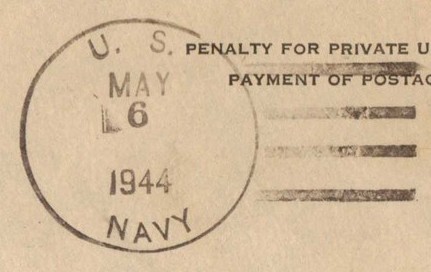 U. S.
PENALTY FOR PRIVATE U
PAYMENT OF POSTAG
MAY
6
1944
NAVY